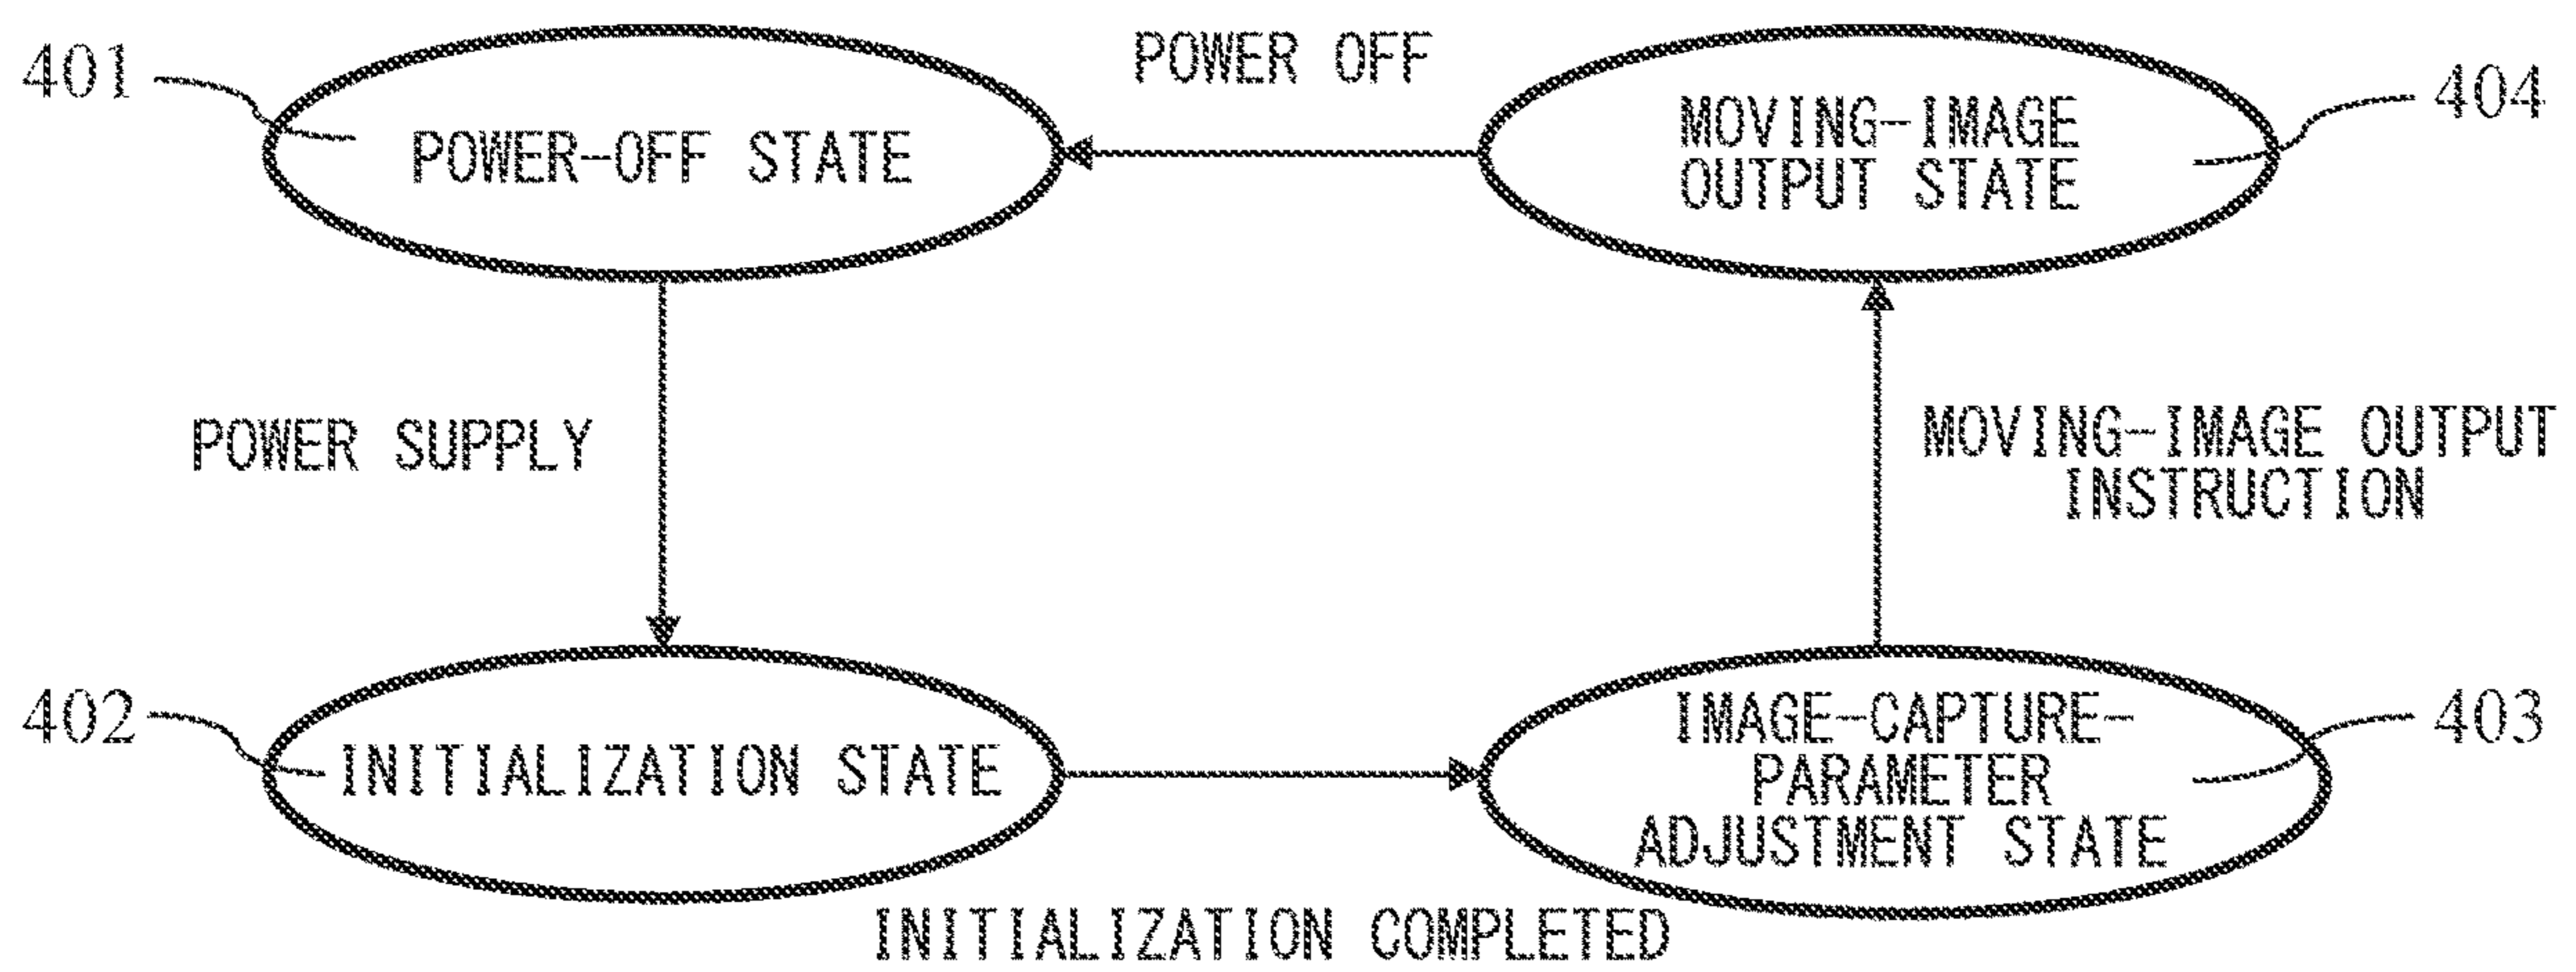 401
POWER-OFF STATE
POWER OFF
MOVING-IMAGE
OUTPUT STATE
404
POWER SUPPLY
MOVING-IMAGE OUTPUT
INSTRUCTION
402
INITIALIZATION STATE
IMAGE-CAPTURE-
PARAMETER
ADJUSTMENT STATE
403
INITIALIZATION COMPLETED